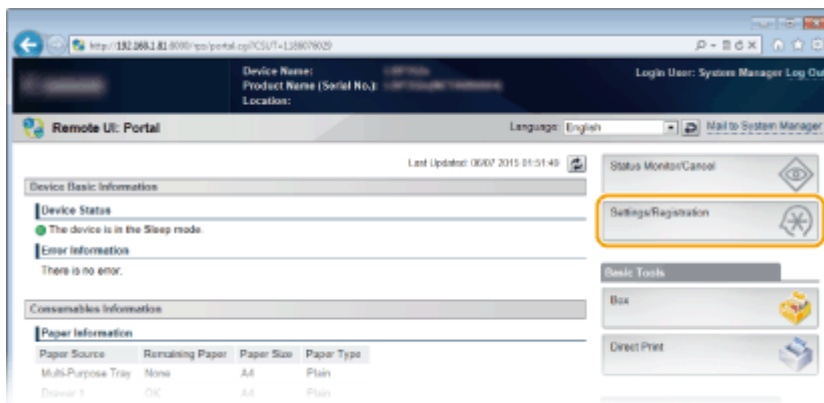 http://192.168.1.81:8000/rps/portal.cgi?CSUT=1188076029
Device Name:
Product Name (Serial No.):
Location:
Login User: System Manager Log Out
Remote UI: Portal
Language: English
Mail to System Manager
Last Updated: 06/07 2015 01:51:49
Status Monitor/Cancel
Device Basic Information
Device Status
The device is in the Sleep mode.
Settings/Registration
Error Information
There is no error.
Basic Tools
Consumables Information
Box
Paper Information
Paper Source Remaining Paper Paper Size Paper Type
Direct Print
Multi-Purpose Tray None A4 Plain
Drawer 1 OK A4 Plain